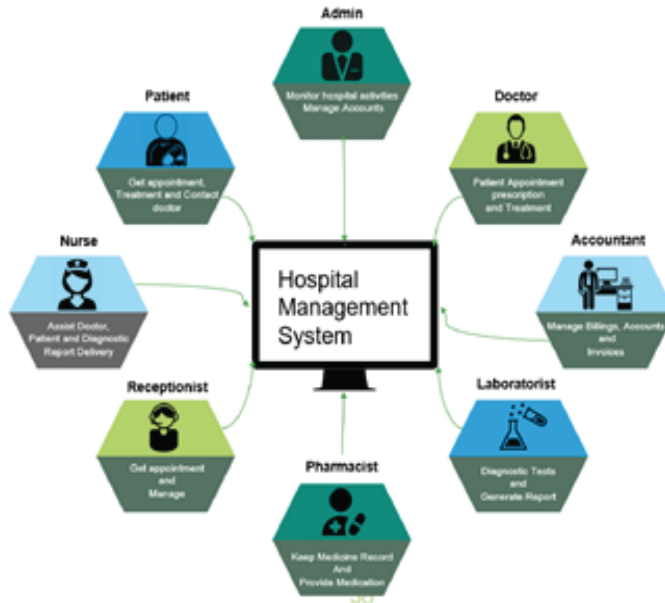 Admin
Monitor hospital activities
Manage Accounts
Patient
Get appointment,
Treatment and Contact
doctor
Doctor
Patient Appointment
prescription
and Treatment
Nurse
Assist Doctor,
Patient and Diagnostic
Report Delivery
Hospital
Management
System
Accountant
Manage Billings, Accounts
and
Invoices
Receptionist
Get appointment
and
Manage
Laboratorist
Diagnostic Tests
and
Generate Report
Pharmacist
Keep Medicine Record
And
Provide Medication